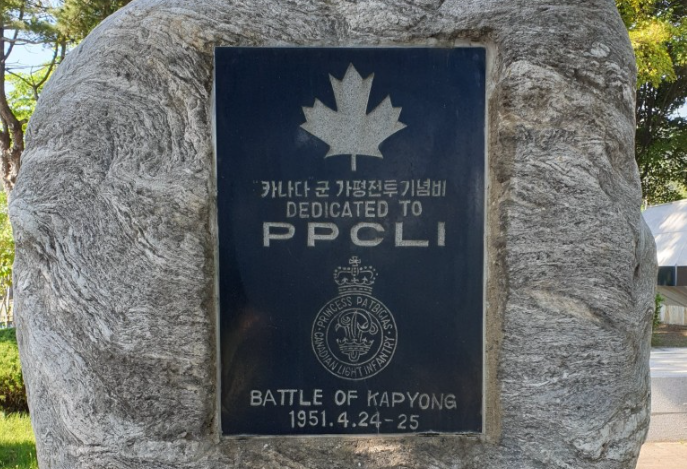 "카나다"군 가평전투기념비
DEDICATED TO
PPCLI
PRINCESS PATRICIAS
CANADIAN LIGHT INFANTRY
BATTLE OF KAPYONG
1951.4.24-25